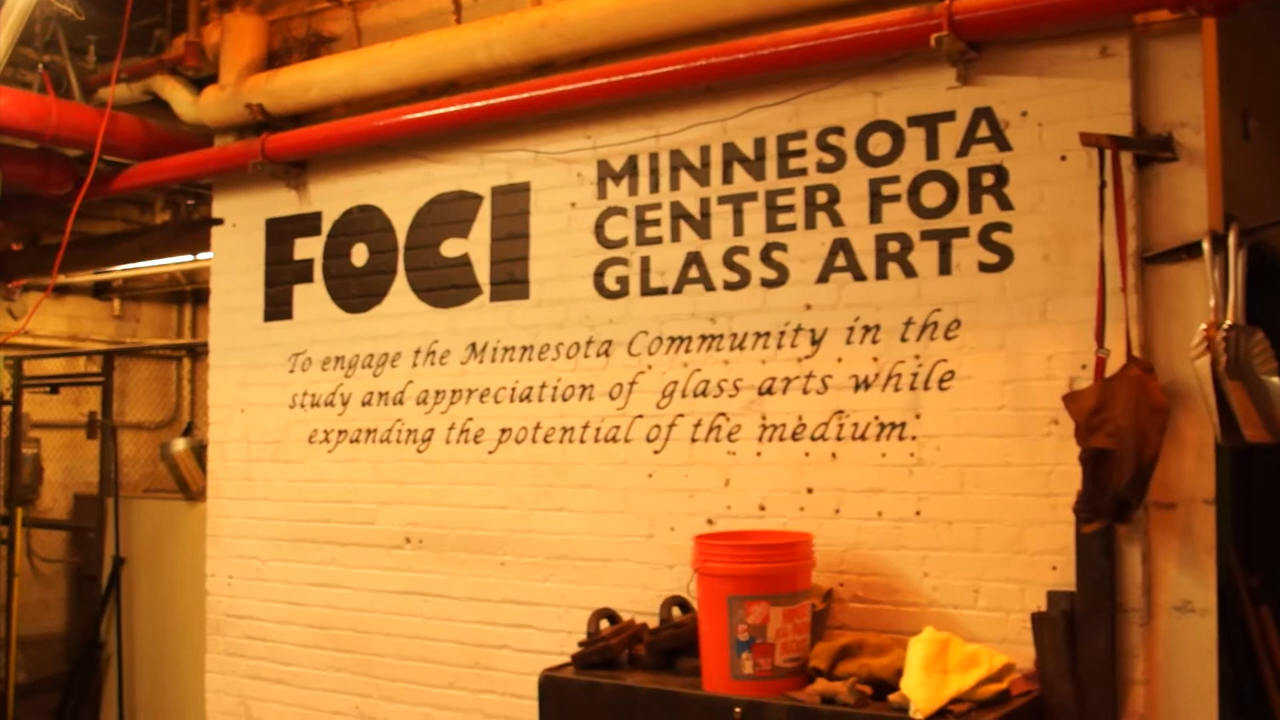 FOCI
MINNESOTA
CENTER FOR
GLASS ARTS
To engage the Minnesota Community in the
study and appreciation of glass arts while
expanding the potential of the medium.